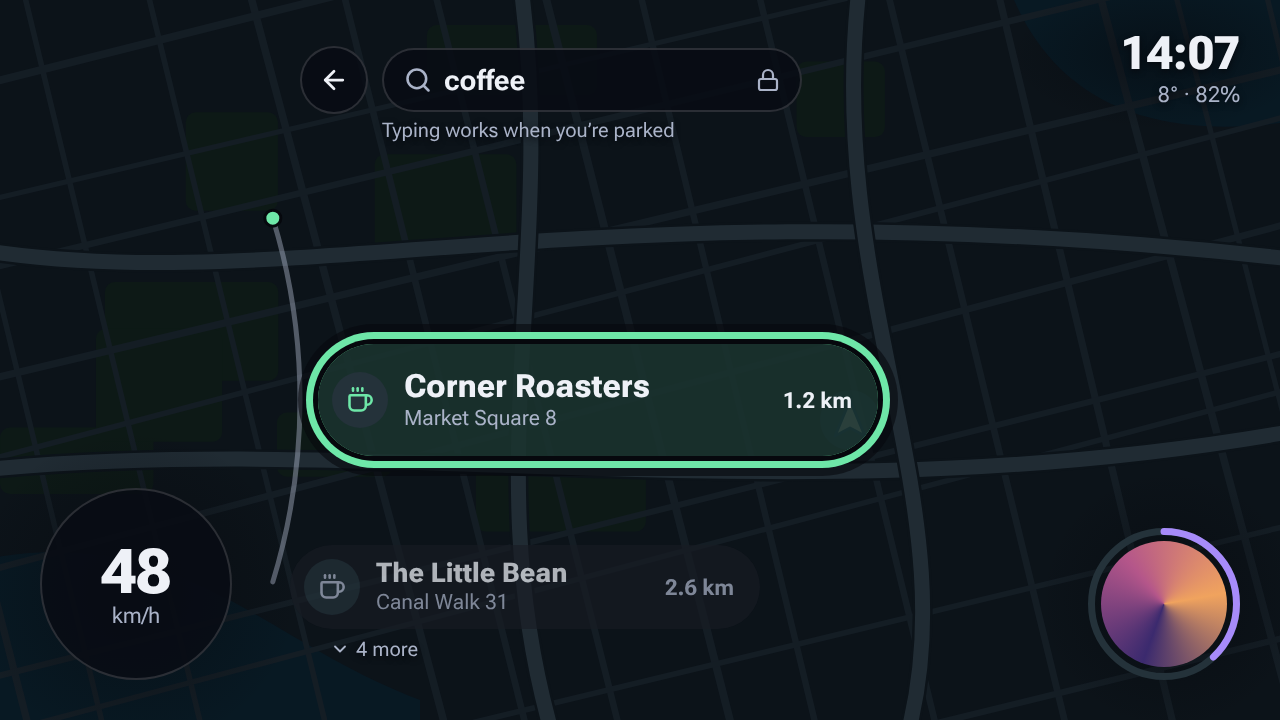 14:07
8° · 82%
coffee
Typing works when you’re parked
Corner Roasters
Market Square 8
1.2 km
The Little Bean
Canal Walk 31
2.6 km
4 more
48
km/h